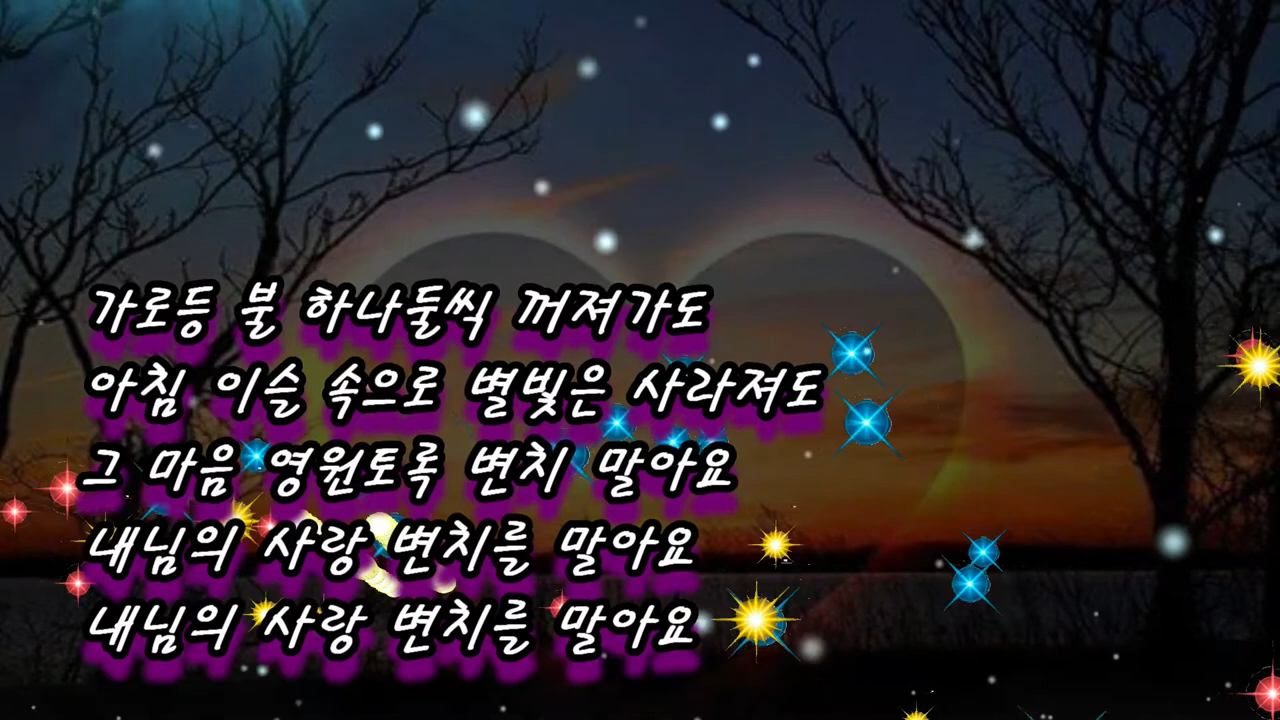 가로등 불 하나둘씩 꺼져가도
아침 이슬 속으로 별빛은 사라져도
그 마음 영원토록 변치 말아요
내님의 사랑 변치를 말아요
내님의 사랑 변치를 말아요